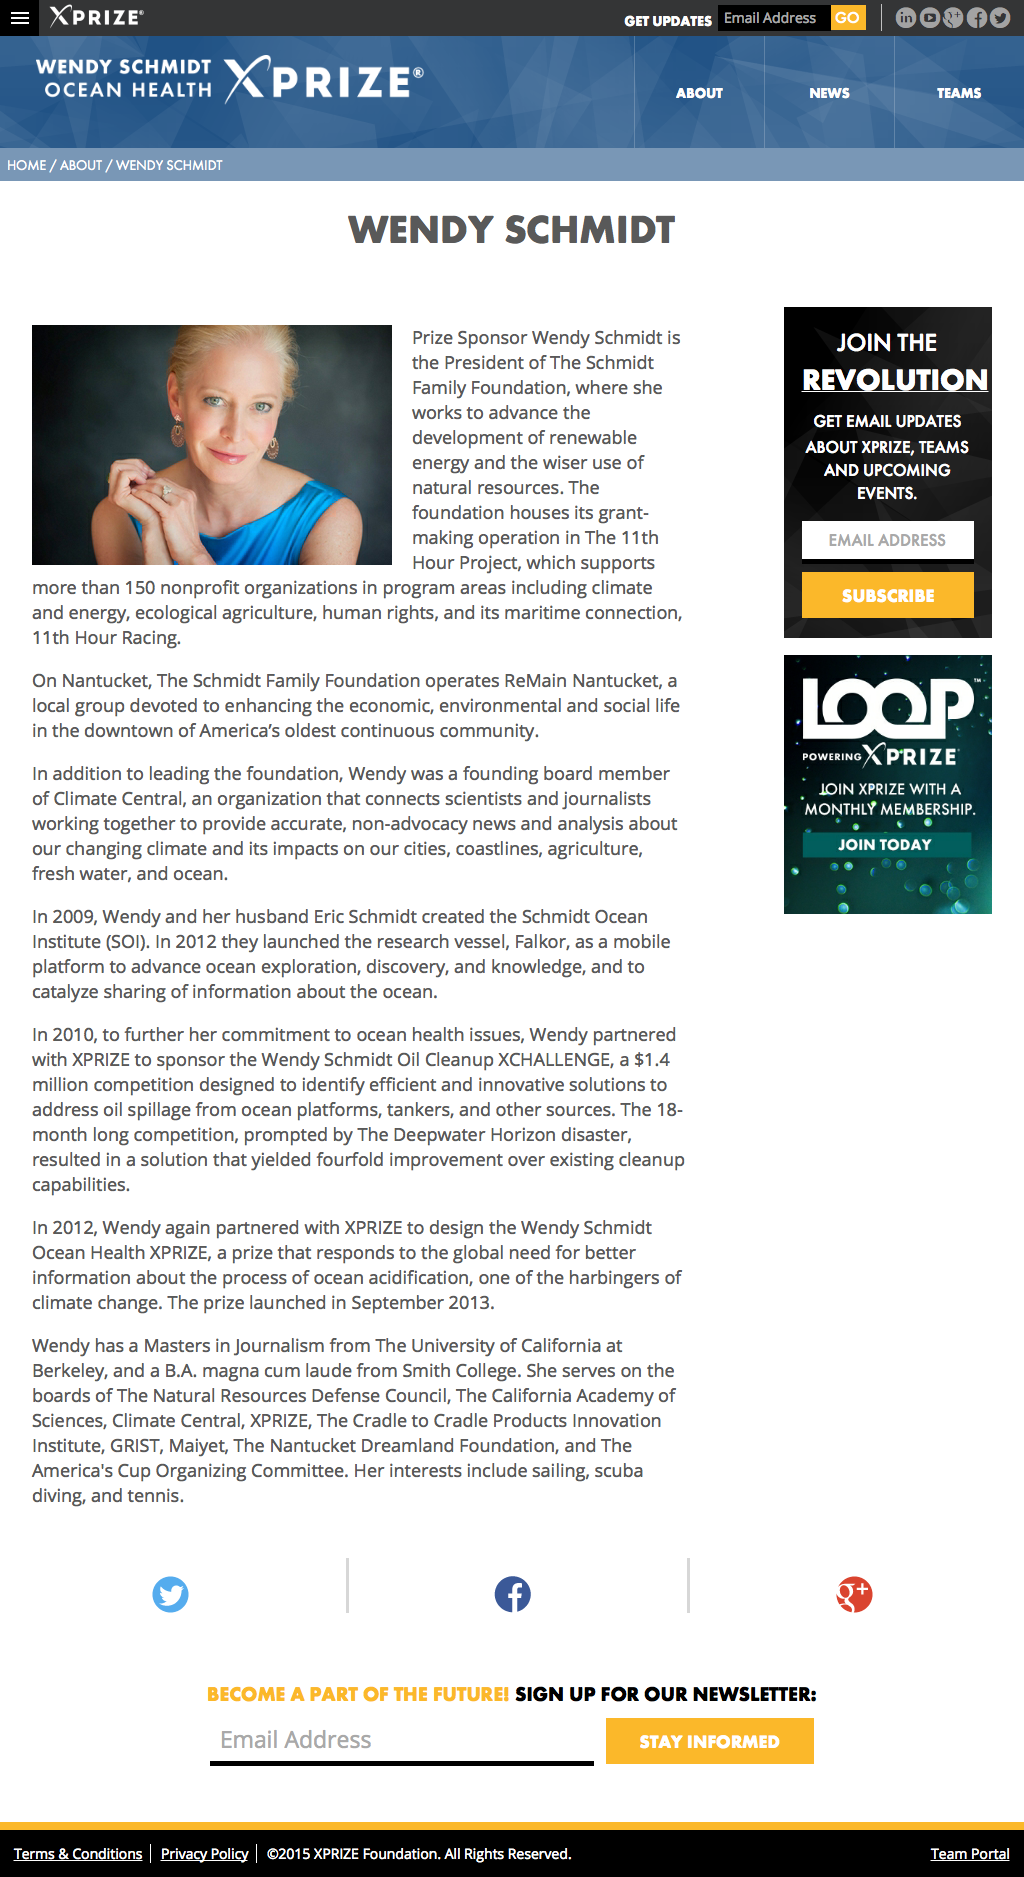 XPRIZE®
GET UPDATES Email Address GO
WENDY SCHMIDT
OCEAN HEALTH XPRIZE®
ABOUT NEWS TEAMS
HOME / ABOUT / WENDY SCHMIDT
WENDY SCHMIDT
Prize Sponsor Wendy Schmidt is
the President of The Schmidt
Family Foundation, where she
works to advance the
development of renewable
energy and the wiser use of
natural resources. The
foundation houses its grant-
making operation in The 11th
Hour Project, which supports
more than 150 nonprofit organizations in program areas including climate
and energy, ecological agriculture, human rights, and its maritime connection,
11th Hour Racing.
On Nantucket, The Schmidt Family Foundation operates ReMain Nantucket, a
local group devoted to enhancing the economic, environmental and social life
in the downtown of America’s oldest continuous community.
In addition to leading the foundation, Wendy was a founding board member
of Climate Central, an organization that connects scientists and journalists
working together to provide accurate, non-advocacy news and analysis about
our changing climate and its impacts on our cities, coastlines, agriculture,
fresh water, and ocean.
In 2009, Wendy and her husband Eric Schmidt created the Schmidt Ocean
Institute (SOI). In 2012 they launched the research vessel, Falkor, as a mobile
platform to advance ocean exploration, discovery, and knowledge, and to
catalyze sharing of information about the ocean.
In 2010, to further her commitment to ocean health issues, Wendy partnered
with XPRIZE to sponsor the Wendy Schmidt Oil Cleanup XCHALLENGE, a $1.4
million competition designed to identify efficient and innovative solutions to
address oil spillage from ocean platforms, tankers, and other sources. The 18-
month long competition, prompted by The Deepwater Horizon disaster,
resulted in a solution that yielded fourfold improvement over existing cleanup
capabilities.
In 2012, Wendy again partnered with XPRIZE to design the Wendy Schmidt
Ocean Health XPRIZE, a prize that responds to the global need for better
information about the process of ocean acidification, one of the harbingers of
climate change. The prize launched in September 2013.
Wendy has a Masters in Journalism from The University of California at
Berkeley, and a B.A. magna cum laude from Smith College. She serves on the
boards of The Natural Resources Defense Council, The California Academy of
Sciences, Climate Central, XPRIZE, The Cradle to Cradle Products Innovation
Institute, GRIST, Maiyet, The Nantucket Dreamland Foundation, and The
America's Cup Organizing Committee. Her interests include sailing, scuba
diving, and tennis.
JOIN THE
REVOLUTION
GET EMAIL UPDATES
ABOUT XPRIZE, TEAMS
AND UPCOMING
EVENTS.
EMAIL ADDRESS
SUBSCRIBE
LOOP™
POWERING XPRIZE
JOIN XPRIZE WITH A
MONTHLY MEMBERSHIP.
JOIN TODAY
BECOME A PART OF THE FUTURE! SIGN UP FOR OUR NEWSLETTER:
Email Address STAY INFORMED
Terms & Conditions Privacy Policy ©2015 XPRIZE Foundation. All Rights Reserved. Team Portal